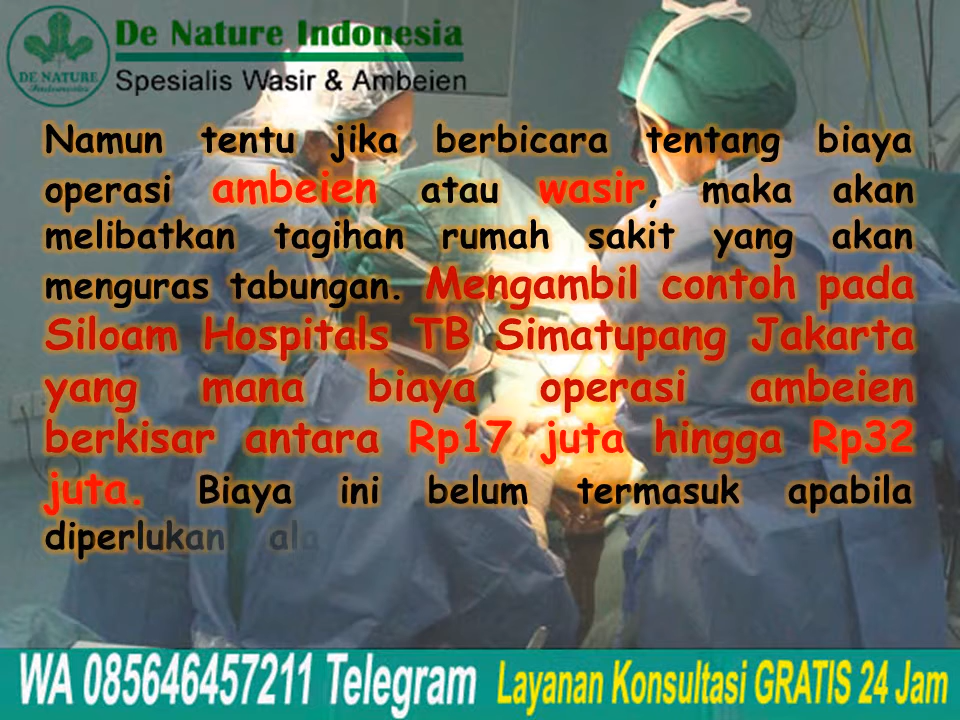 De Nature Indonesia
DE NATURE
Indonesia
Spesialis Wasir & Ambeien
Namun tentu jika berbicara tentang biaya
operasi ambeien atau wasir, maka akan
melibatkan tagihan rumah sakit yang akan
menguras tabungan. Mengambil contoh pada
Siloam Hospitals TB Simatupang Jakarta
yang mana biaya operasi ambeien
berkisar antara Rp17 juta hingga Rp32
juta. Biaya ini belum termasuk apabila
diperlukan ala
WA 085646457211 Telegram Layanan Konsultasi GRATIS 24 Jam